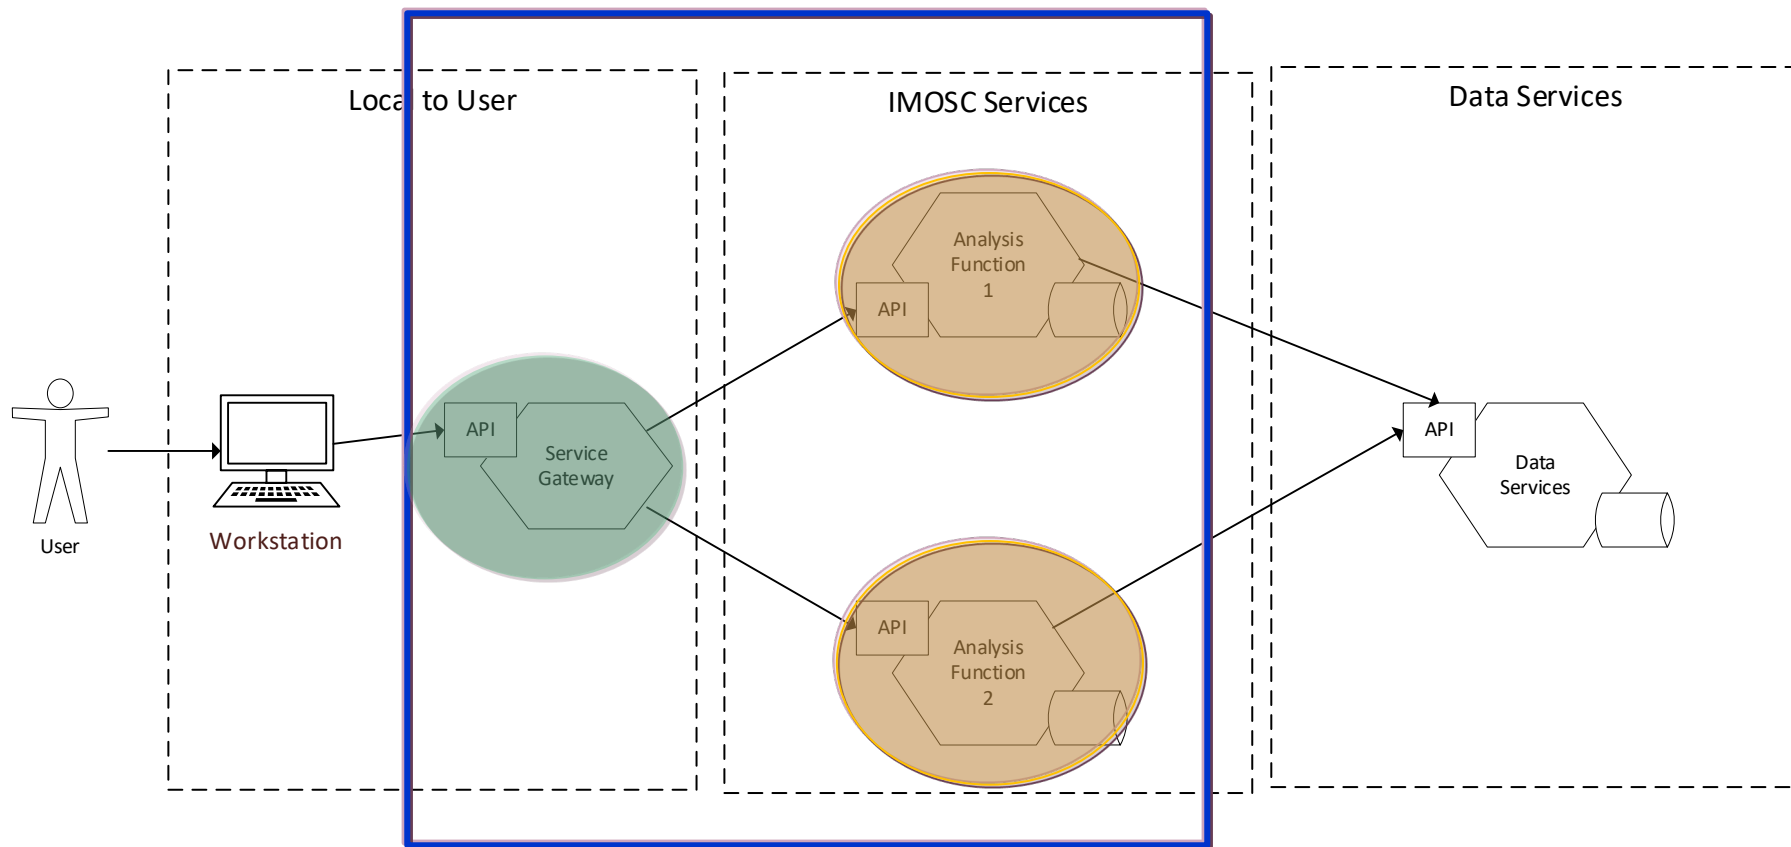 Local to User
IMOSC Services
Data Services
Analysis
Function
1
API
API
Service
Gateway
API
Data
Services
User
Workstation
API
Analysis
Function
2